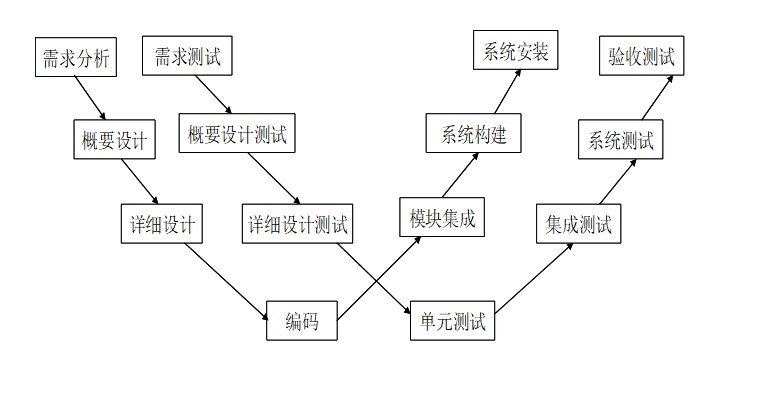 需求分析
需求测试
系统安装
验收测试
概要设计
概要设计测试
系统构建
系统测试
详细设计
详细设计测试
模块集成
集成测试
编码
单元测试